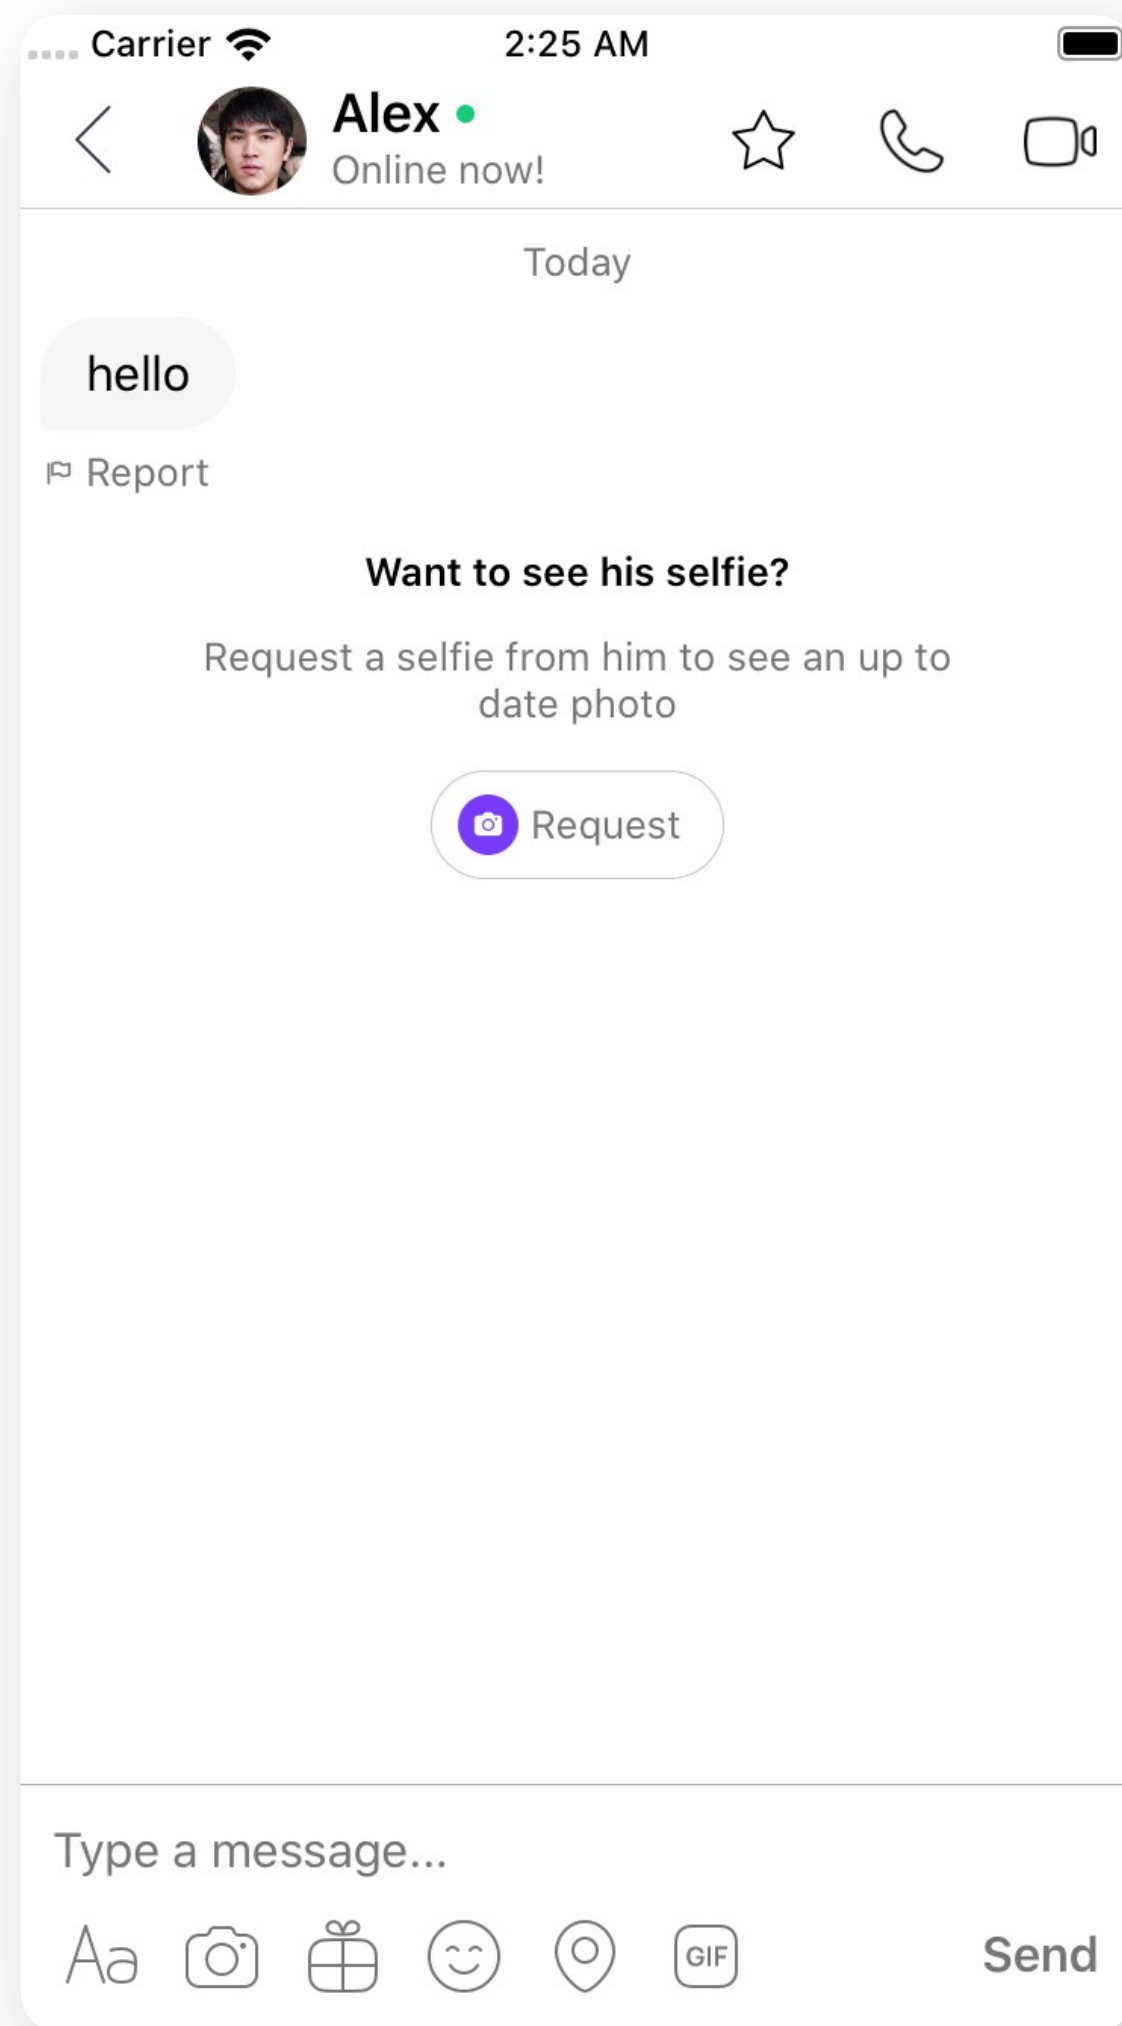 Carrier 2:25 AM
Alex
Online now!
Today
hello
Report
Want to see his selfie?
Request a selfie from him to see an up to
date photo
Request
Type a message...
Aa GIF Send